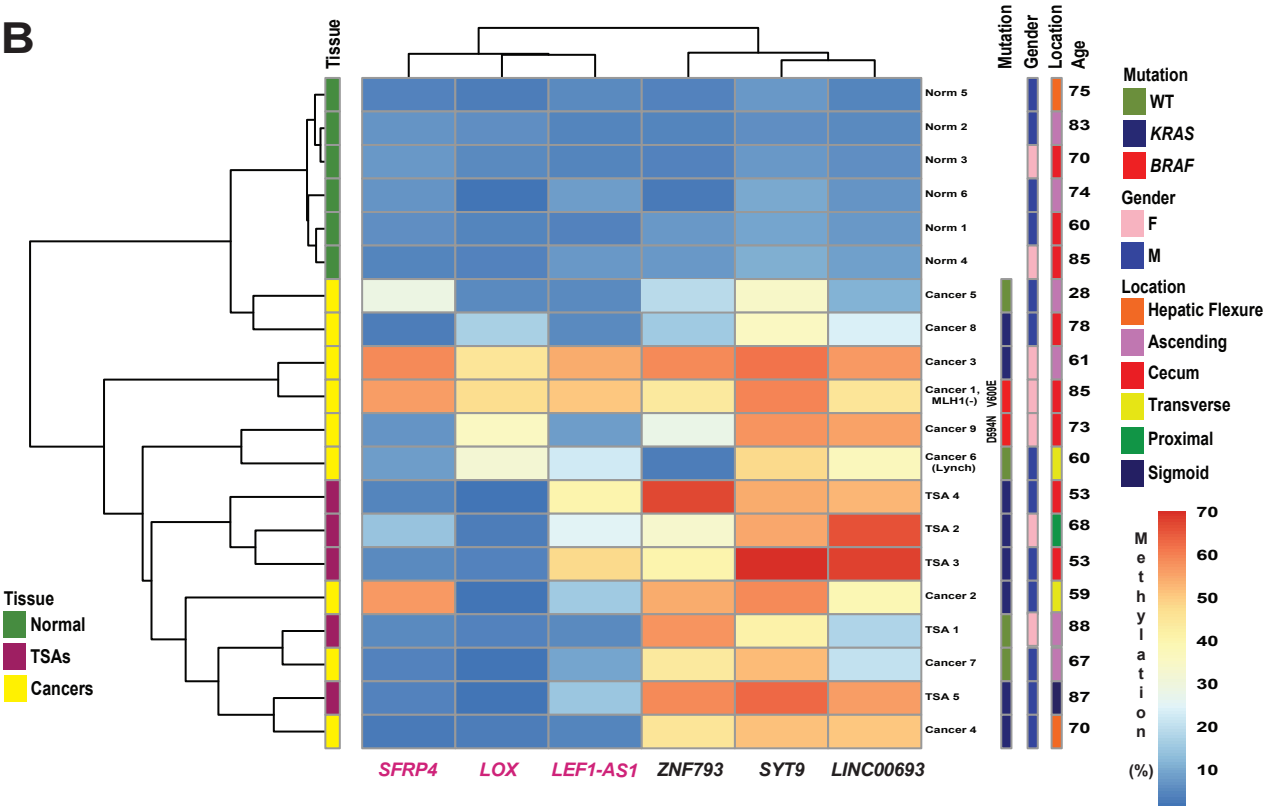 B
Tissue
Mutation
Gender
Location
Age
Norm 5
75
Norm 2
83
Norm 3
70
Norm 6
74
Norm 1
60
Norm 4
85
Cancer 5
28
Cancer 8
78
Cancer 3
61
Cancer 1,
MLH1(-)
V600E
85
Cancer 9
D594N
73
Cancer 6
(Lynch)
60
TSA 4
53
TSA 2
68
TSA 3
53
Cancer 2
59
TSA 1
88
Cancer 7
67
TSA 5
87
Cancer 4
70
SFRP4
LOX
LEF1-AS1
ZNF793
SYT9
LINC00693
Tissue
Normal
TSAs
Cancers
Mutation
WT
KRAS
BRAF
Gender
F
M
Location
Hepatic Flexure
Ascending
Cecum
Transverse
Proximal
Sigmoid
Methylation
(%)
70
60
50
40
30
20
10